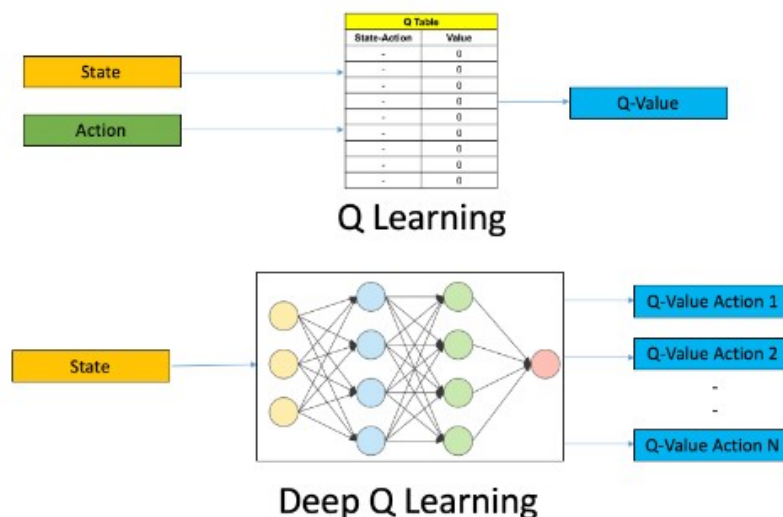 Q Table
State-Action Value
- 0
- 0
- 0
- 0
- 0
- 0
- 0
- 0
- 0
State
Action
Q-Value
Q Learning
State
Q-Value Action 1
Q-Value Action 2
-
-
Q-Value Action N
Deep Q Learning